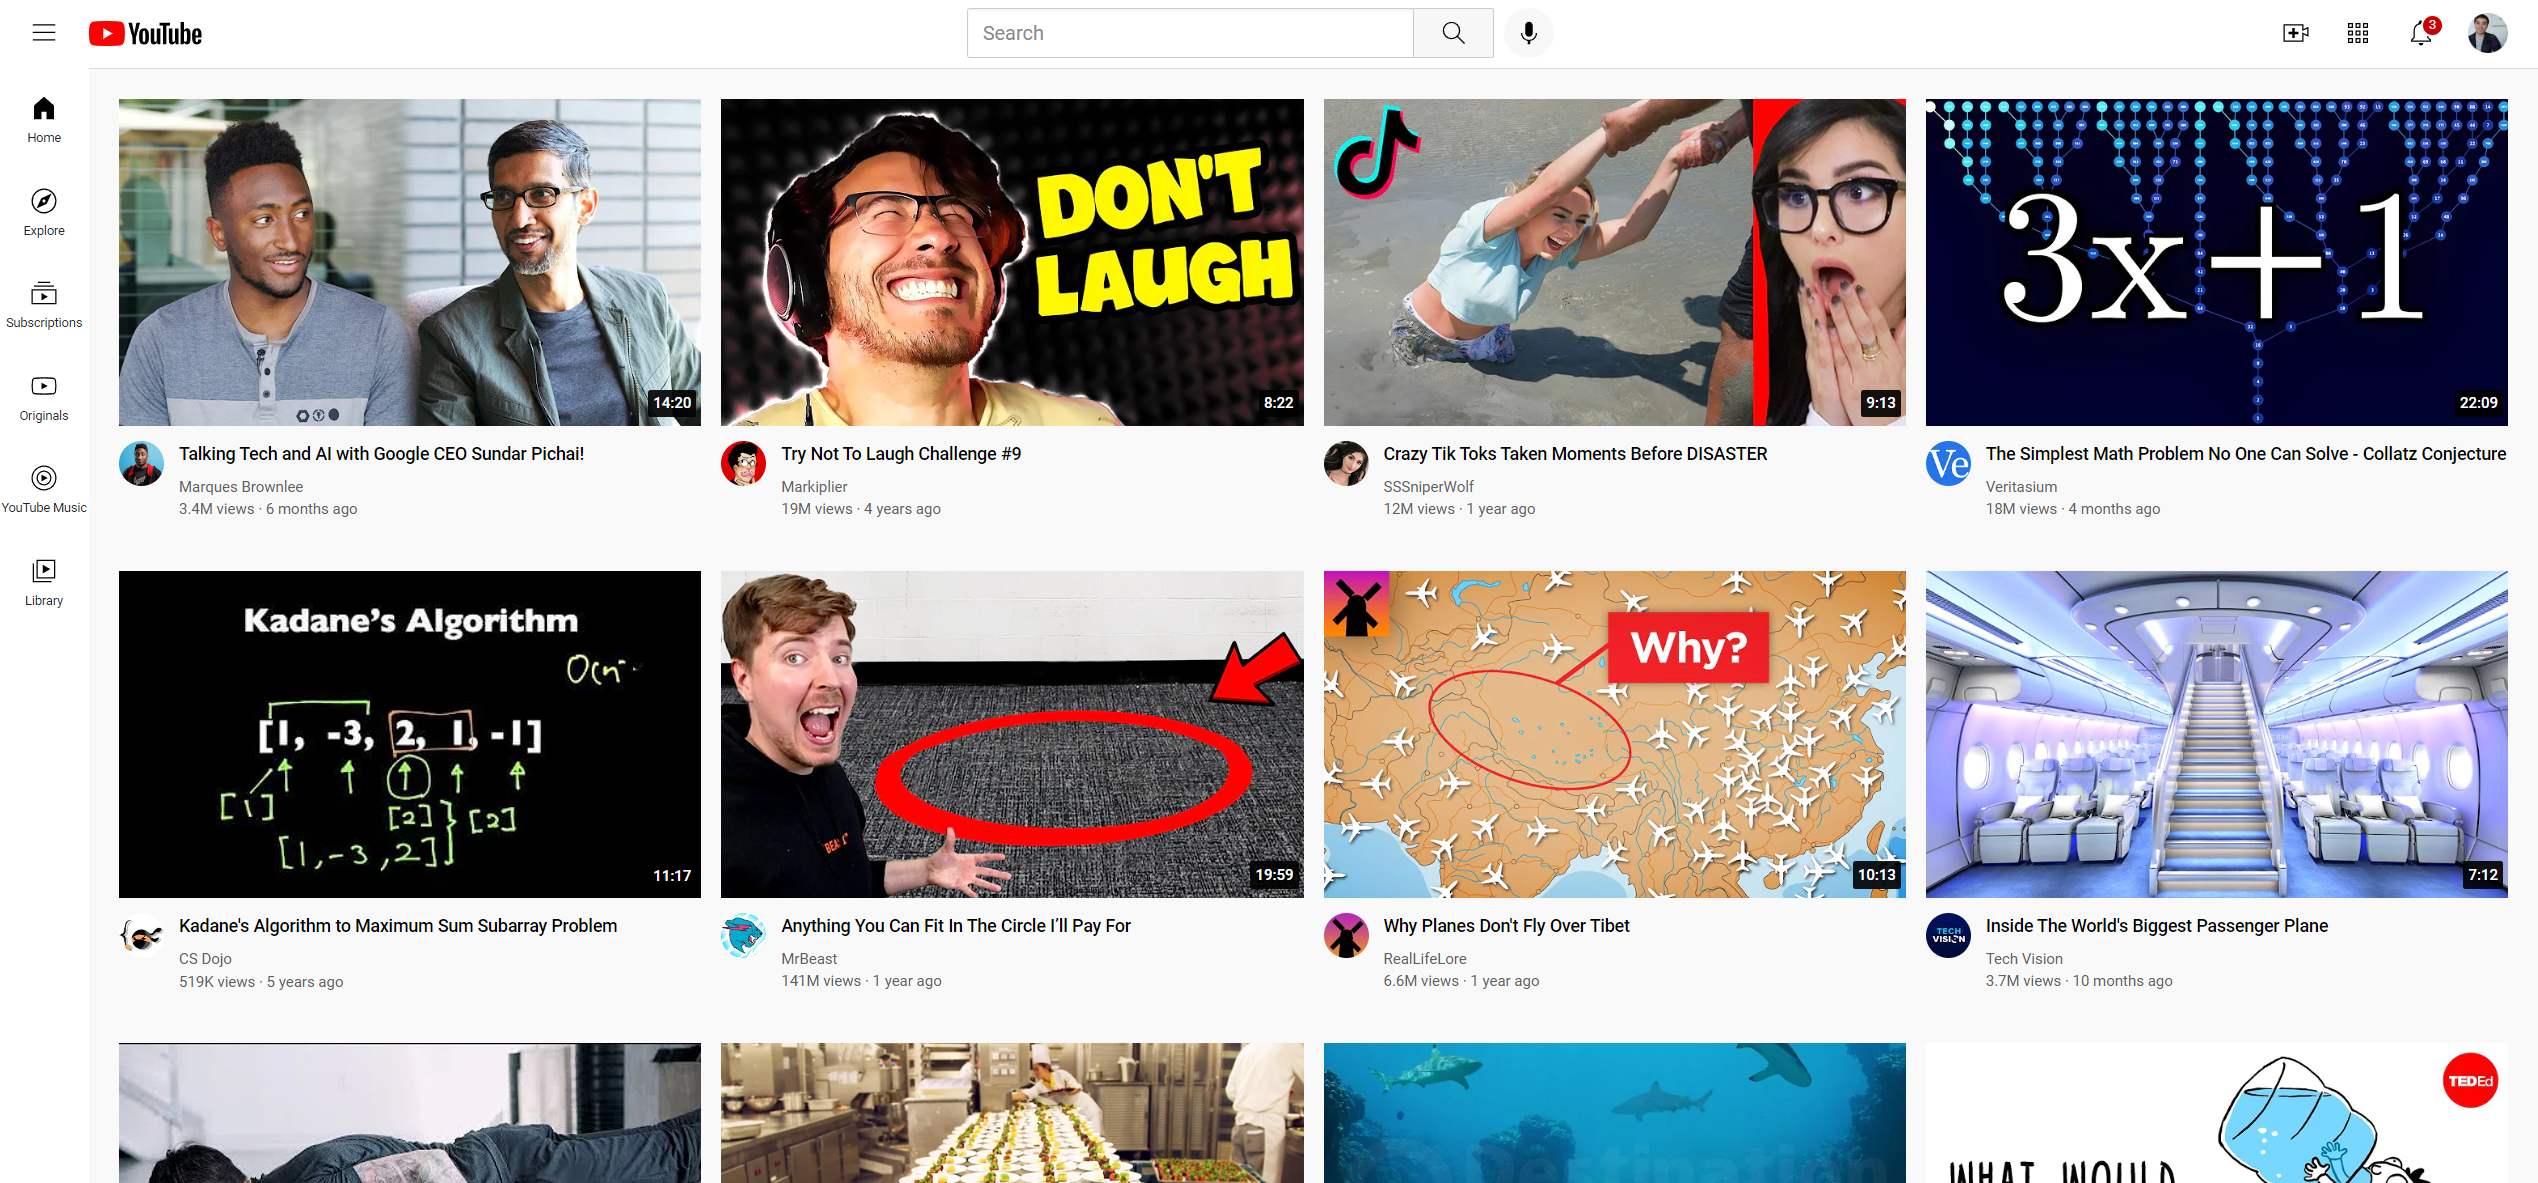 YouTube
Search
3
Home
Explore
Subscriptions
Originals
YouTube Music
Library
DON'T
LAUGH
3x+1
14:20
8:22
9:13
22:09
Talking Tech and AI with Google CEO Sundar Pichai!
Marques Brownlee
3.4M views · 6 months ago
Try Not To Laugh Challenge #9
Markiplier
19M views · 4 years ago
Crazy Tik Toks Taken Moments Before DISASTER
SSSniperWolf
12M views · 1 year ago
Ve
The Simplest Math Problem No One Can Solve - Collatz Conjecture
Veritasium
18M views · 4 months ago
Kadane's Algorithm
[1, -3, 2, 1, -1]
[1]
[2]
[2]
[1,-3,2]
11:17
Why?
19:59
10:13
7:12
Kadane's Algorithm to Maximum Sum Subarray Problem
CS Dojo
519K views · 5 years ago
Anything You Can Fit In The Circle I’ll Pay For
MrBeast
141M views · 1 year ago
Why Planes Don't Fly Over Tibet
RealLifeLore
6.6M views · 1 year ago
TECH
VISION
Inside The World's Biggest Passenger Plane
Tech Vision
3.7M views · 10 months ago
TEDEd
WHAT WOULD